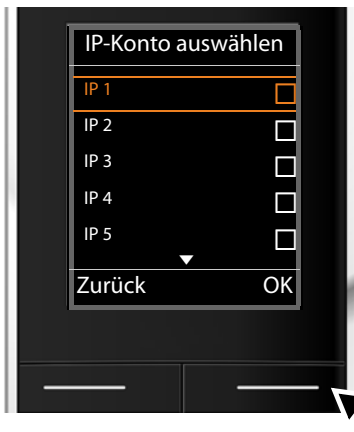 IP-Konto auswählen
IP 1
IP 2
IP 3
IP 4
IP 5
Zurück OK